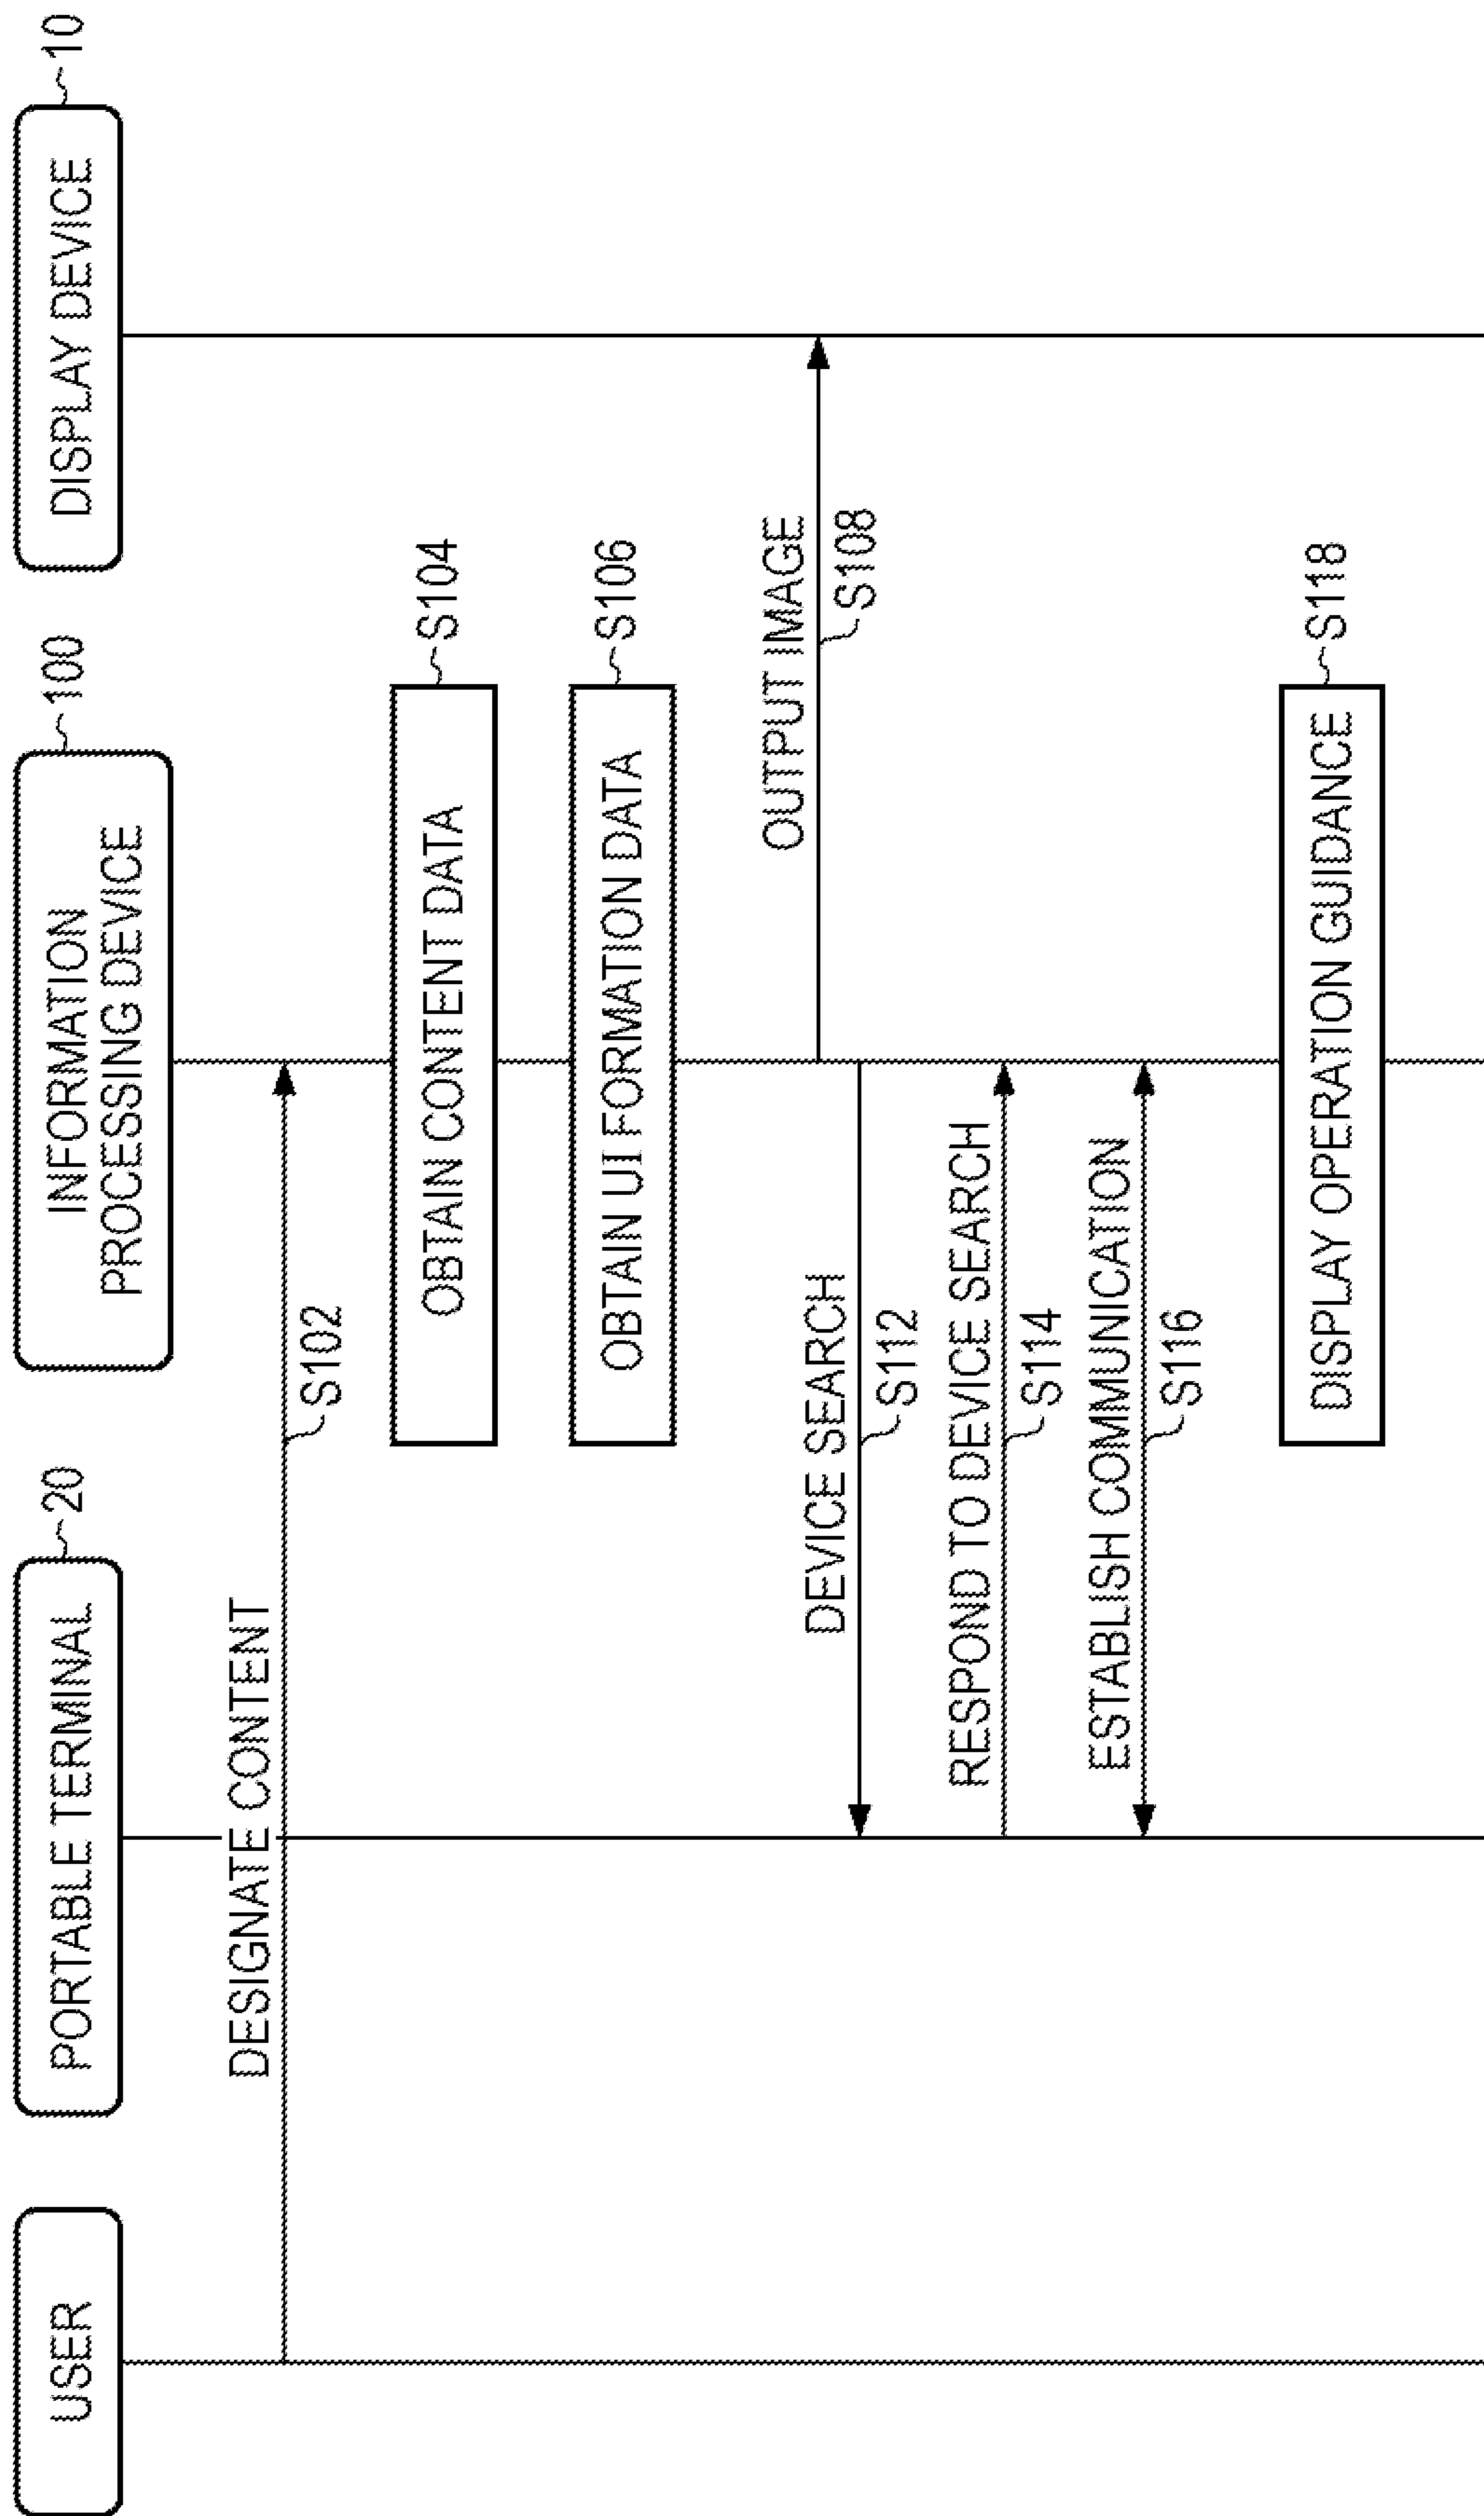 USER
PORTABLE TERMINAL
20
INFORMATION
PROCESSING DEVICE
100
DISPLAY DEVICE
10
DESIGNATE CONTENT
S102
OBTAIN CONTENT DATA
S104
OBTAIN UI FORMATION DATA
S106
OUTPUT IMAGE
S108
DEVICE SEARCH
S112
RESPOND TO DEVICE SEARCH
S114
ESTABLISH COMMUNICATION
S116
DISPLAY OPERATION GUIDANCE
S118